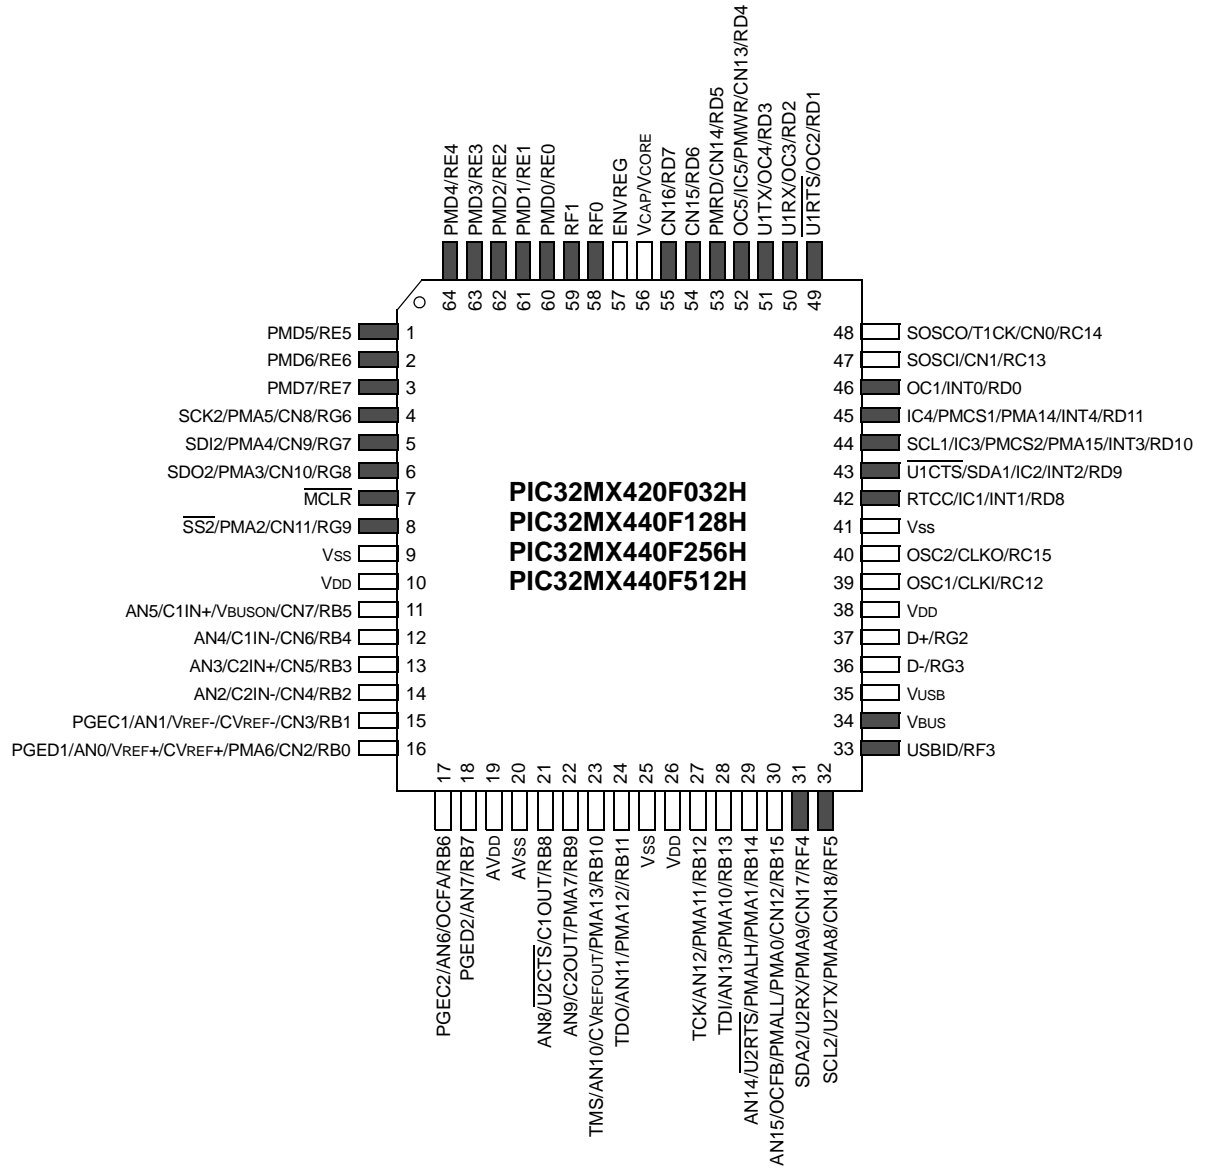 PMD4/RE4
PMD3/RE3
PMD2/RE2
PMD1/RE1
PMD0/RE0
RF1
RF0
ENVREG
VCAP/VCORE
CN16/RD7
CN15/RD6
PMRD/CN14/RD5
OC5/IC5/PMWR/CN13/RD4
U1TX/OC4/RD3
U1RX/OC3/RD2
U1RTS/OC2/RD1
64 63 62 61 60 59 58 57 56 55 54 53 52 51 50 49
PMD5/RE5 1
PMD6/RE6 2
PMD7/RE7 3
SCK2/PMA5/CN8/RG6 4
SDI2/PMA4/CN9/RG7 5
SDO2/PMA3/CN10/RG8 6
MCLR 7
SS2/PMA2/CN11/RG9 8
VSS 9
VDD 10
AN5/C1IN+/VBUSON/CN7/RB5 11
AN4/C1IN-/CN6/RB4 12
AN3/C2IN+/CN5/RB3 13
AN2/C2IN-/CN4/RB2 14
PGEC1/AN1/VREF-/CVREF-/CN3/RB1 15
PGED1/AN0/VREF+/CVREF+/PMA6/CN2/RB0 16
PIC32MX420F032H
PIC32MX440F128H
PIC32MX440F256H
PIC32MX440F512H
48 SOSCO/T1CK/CN0/RC14
47 SOSCI/CN1/RC13
46 OC1/INT0/RD0
45 IC4/PMCS1/PMA14/INT4/RD11
44 SCL1/IC3/PMCS2/PMA15/INT3/RD10
43 U1CTS/SDA1/IC2/INT2/RD9
42 RTCC/IC1/INT1/RD8
41 Vss
40 OSC2/CLKO/RC15
39 OSC1/CLKI/RC12
38 VDD
37 D+/RG2
36 D-/RG3
35 VUSB
34 VBUS
33 USBID/RF3
17 18 19 20 21 22 23 24 25 26 27 28 29 30 31 32
PGEC2/AN6/OCFA/RB6
PGED2/AN7/RB7
AVDD
AVss
AN8/U2CTS/C1OUT/RB8
AN9/C2OUT/PMA7/RB9
TMS/AN10/CVREFOUT/PMA13/RB10
TDO/AN11/PMA12//RB11
Vss
VDD
TCK/AN12/PMA11/RB12
TDI/AN13/PMA10/RB13
AN14/U2RTS/PMALH/PMA1/RB14
AN15/OCFB/PMALL/PMA0/CN12/RB15
SDA2/U2RX/PMA9/CN17/RF4
SCL2/U2TX/PMA8/CN18/RF5